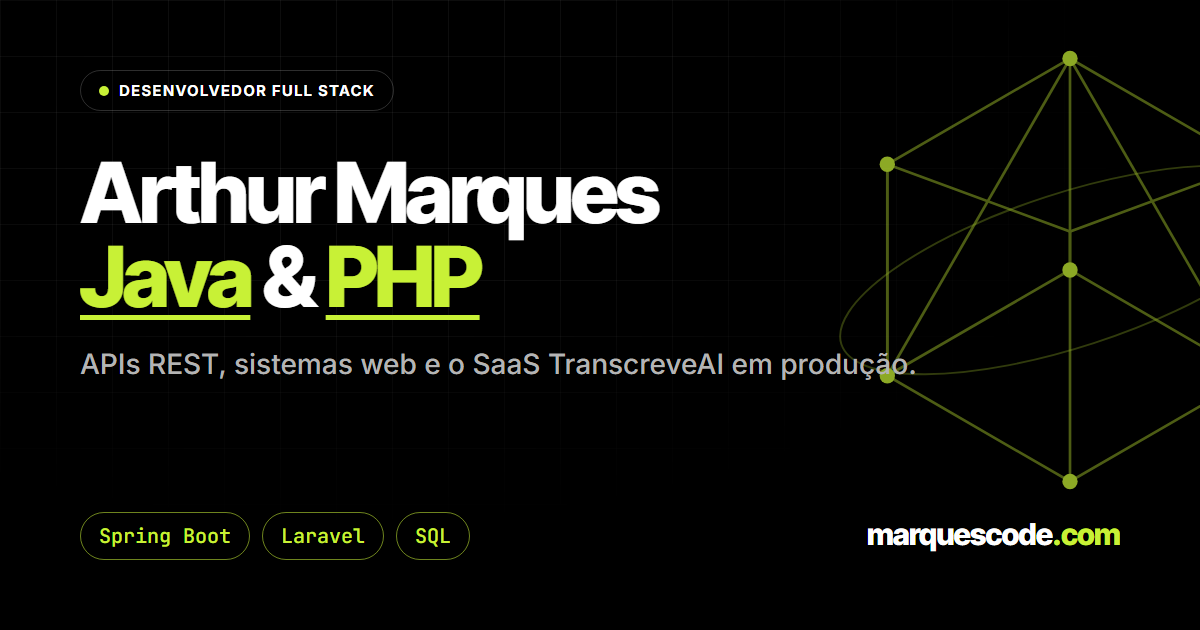 DESENVOLVEDOR FULL STACK
Arthur Marques
Java & PHP
APIs REST, sistemas web e o SaaS TranscreveAI em produção.
Spring Boot
Laravel
SQL
marquescode.com